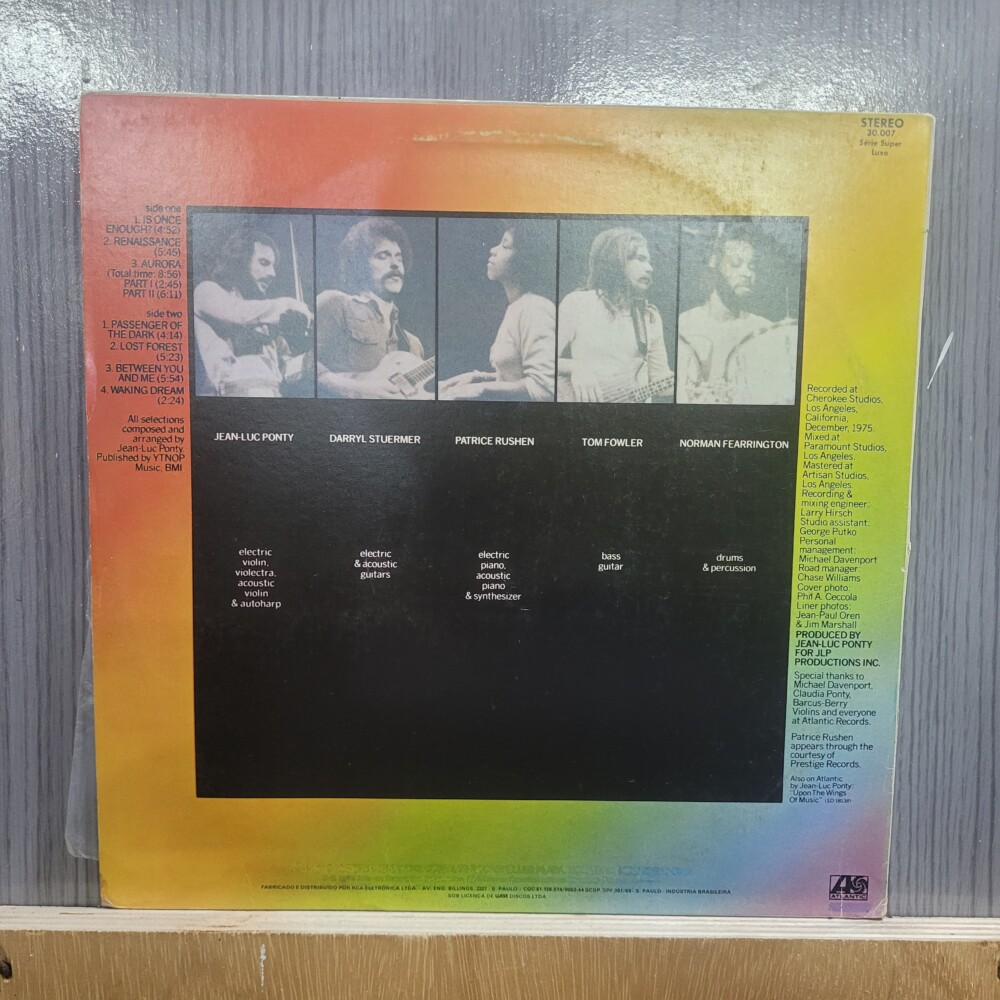 STEREO
30.007
Série Super
Luxo
side one
1. IS ONCE
ENOUGH? (4:52)
2. RENAISSANCE
(5:45)
3. AURORA
(Total time: 8:56)
PART I (2:45)
PART II (6:11)
side two
1. PASSENGER OF
THE DARK (4:14)
2. LOST FOREST
(5:23)
3. BETWEEN YOU
AND ME (5:54)
4. WAKING DREAM
(2:24)
All selections
composed and
arranged by
Jean-Luc Ponty.
Published by YTNOP
Music, BMI
JEAN-LUC PONTY
DARRYL STUERMER
PATRICE RUSHEN
TOM FOWLER
NORMAN FEARRINGTON
electric
violin,
violectra,
acoustic
violin
& autoharp
electric
& acoustic
guitars
electric
piano,
acoustic
piano
& synthesizer
bass
guitar
drums
& percussion
Recorded at
Cherokee Studios,
Los Angeles,
California,
December, 1975.
Mixed at
Paramount Studios,
Los Angeles.
Mastered at
Artisan Studios,
Los Angeles.
Recording &
mixing engineer:
Larry Hirsch
Studio assistant:
George Putko
Personal
management:
Michael Davenport
Road manager:
Chase Williams
Cover photo:
Phil A. Ceccola
Liner photos:
Jean-Paul Oren
& Jim Marshall
PRODUCED BY
JEAN-LUC PONTY
FOR JLP
PRODUCTIONS INC.
Special thanks to
Michael Davenport,
Claudia Ponty,
Barcus-Berry
Violins and everyone
at Atlantic Records.
Patrice Rushen
appears through the
courtesy of
Prestige Records.
Also on Atlantic
by Jean-Luc Ponty:
"Upon The Wings
Of Music" (SD 18138)
FABRICADO E DISTRIBUÍDO POR RCA ELETRÔNICA LTDA. - AV. ENG. BILLINGS, 2227 - S. PAULO - INDÚSTRIA BRASILEIRA
SOB LICENÇA DE DISCOS LTDA
ATLANTIC